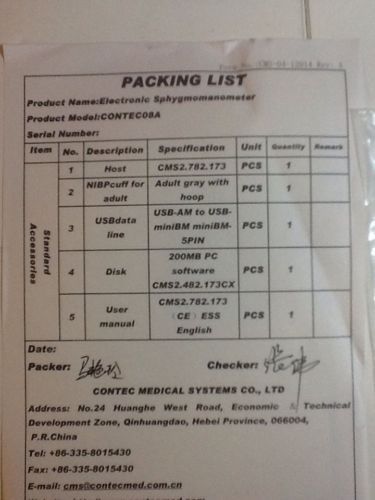 PACKING LIST
Product Name:Electronic Sphygmomanometer
Product Model:CONTEC08A
Serial Number:
Item No. Description Specification Unit Quantity Remark
Standard Accessories
1 Host CMS2.782.173 PCS 1
2 NIBPcuff for adult Adult gray with hoop PCS 1
3 USBdata line USB-AM to USB-miniBM miniBM-5PIN PCS 1
4 Disk 200MB PC software CMS2.482.173CX PCS 1
5 User manual CMS2.782.173 (CE) ESS English PCS 1
Date:
Packer: Checker:
CONTEC MEDICAL SYSTEMS CO., LTD
Address: No.24 Huanghe West Road, Economic & Technical
Development Zone, Qinhuangdao, Hebei Province, 066004,
P.R.China
Tel: +86-335-8015430
Fax: +86-335-8015430
E-mail: cms@contecmed.com.cn